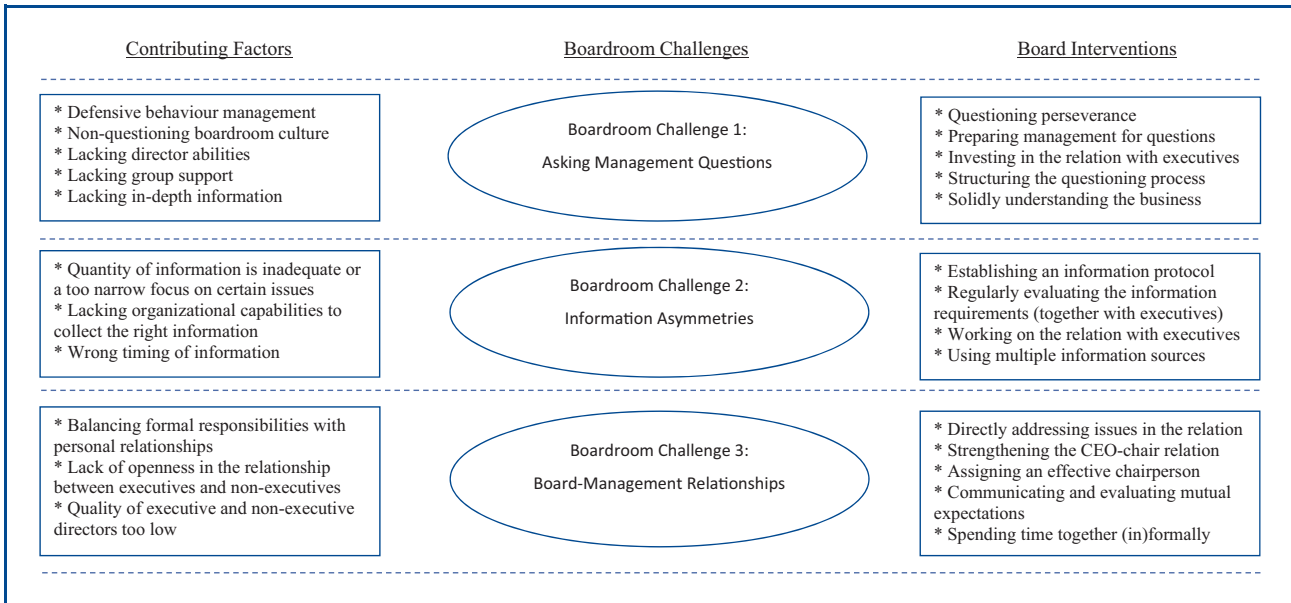 Contributing Factors
Boardroom Challenges
Board Interventions
* Defensive behaviour management
* Non-questioning boardroom culture
* Lacking director abilities
* Lacking group support
* Lacking in-depth information
Boardroom Challenge 1:
Asking Management Questions
* Questioning perseverance
* Preparing management for questions
* Investing in the relation with executives
* Structuring the questioning process
* Solidly understanding the business
* Quantity of information is inadequate or
a too narrow focus on certain issues
* Lacking organizational capabilities to
collect the right information
* Wrong timing of information
Boardroom Challenge 2:
Information Asymmetries
* Establishing an information protocol
* Regularly evaluating the information
requirements (together with executives)
* Working on the relation with executives
* Using multiple information sources
* Balancing formal responsibilities with
personal relationships
* Lack of openness in the relationship
between executives and non-executives
* Quality of executive and non-executive
directors too low
Boardroom Challenge 3:
Board-Management Relationships
* Directly addressing issues in the relation
* Strengthening the CEO-chair relation
* Assigning an effective chairperson
* Communicating and evaluating mutual
expectations
* Spending time together (in)formally